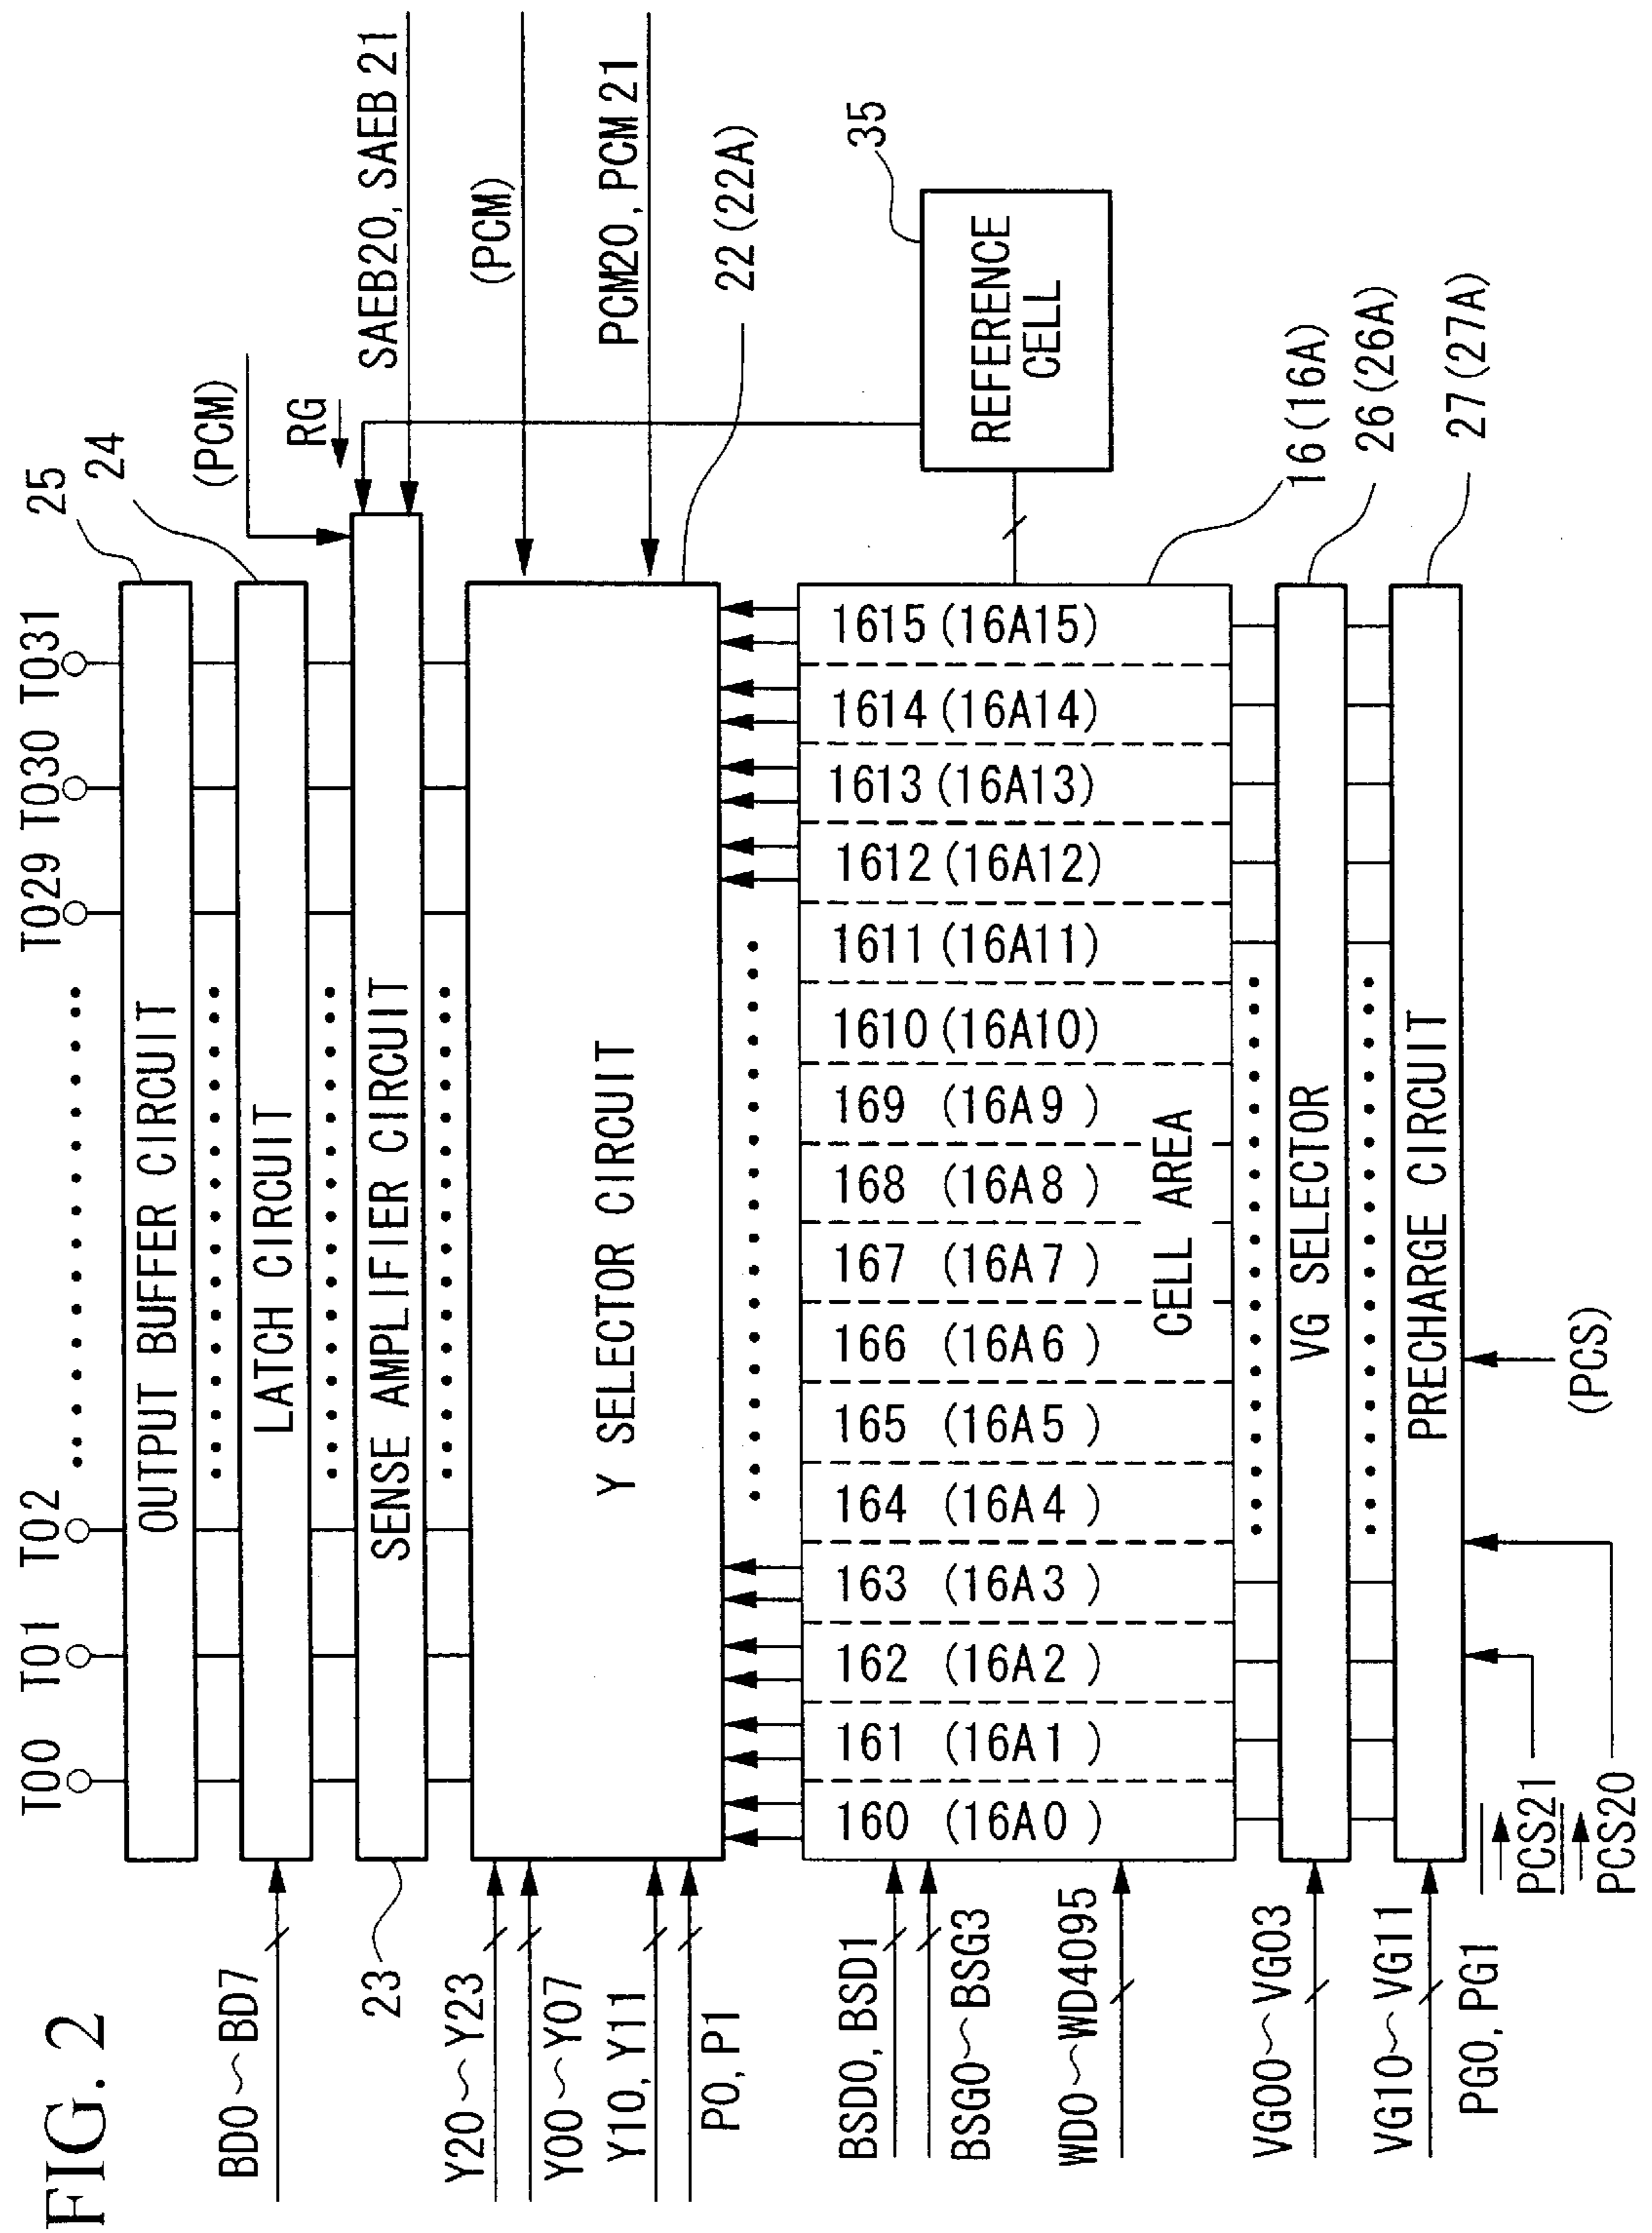 FIG. 2
T00 T01 T02 T029 T030 T031
25
OUTPUT BUFFER CIRCUIT
24
BD0~BD7
LATCH CIRCUIT
(PCM)
RG
23
SENSE AMPLIFIER CIRCUIT
SAEB20, SAEB 21
Y20~Y23
Y00~Y07
Y10, Y11
P0, P1
Y SELECTOR CIRCUIT
(PCM)
PCM20, PCM 21
22 (22A)
35
REFERENCE
CELL
BSD0, BSD1
BSG0~BSG3
WD0~WD4095
160 (16A0)
161 (16A1)
162 (16A2)
163 (16A3)
164 (16A4)
165 (16A5)
166 (16A6)
167 (16A7)
168 (16A8)
169 (16A9)
1610 (16A10)
1611 (16A11)
1612 (16A12)
1613 (16A13)
1614 (16A14)
1615 (16A15)
CELL AREA
16 (16A)
VG00~VG03
VG SELECTOR
26 (26A)
VG10~VG11
PG0, PG1
PRECHARGE CIRCUIT
27 (27A)
PCS21
PCS20
(PCS)